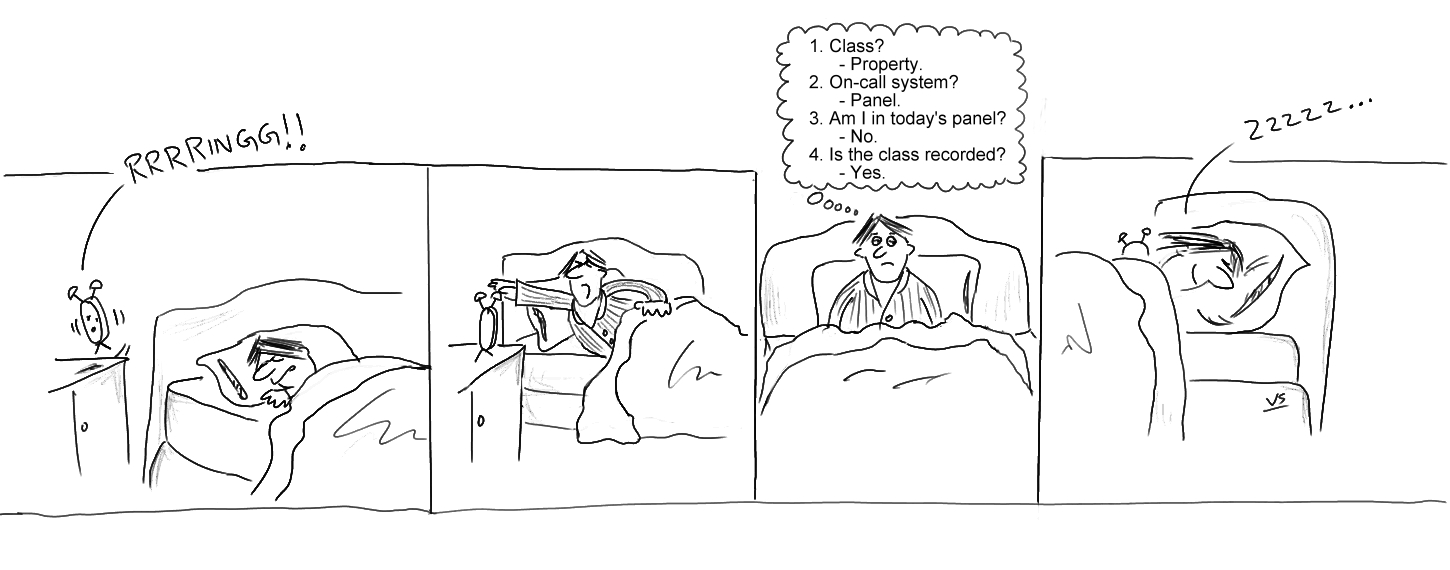 RRRRINGG!!
1. Class?
- Property.
2. On-call system?
- Panel.
3. Am I in today's panel?
- No.
4. Is the class recorded?
- Yes.
ZZZZZ...
VS